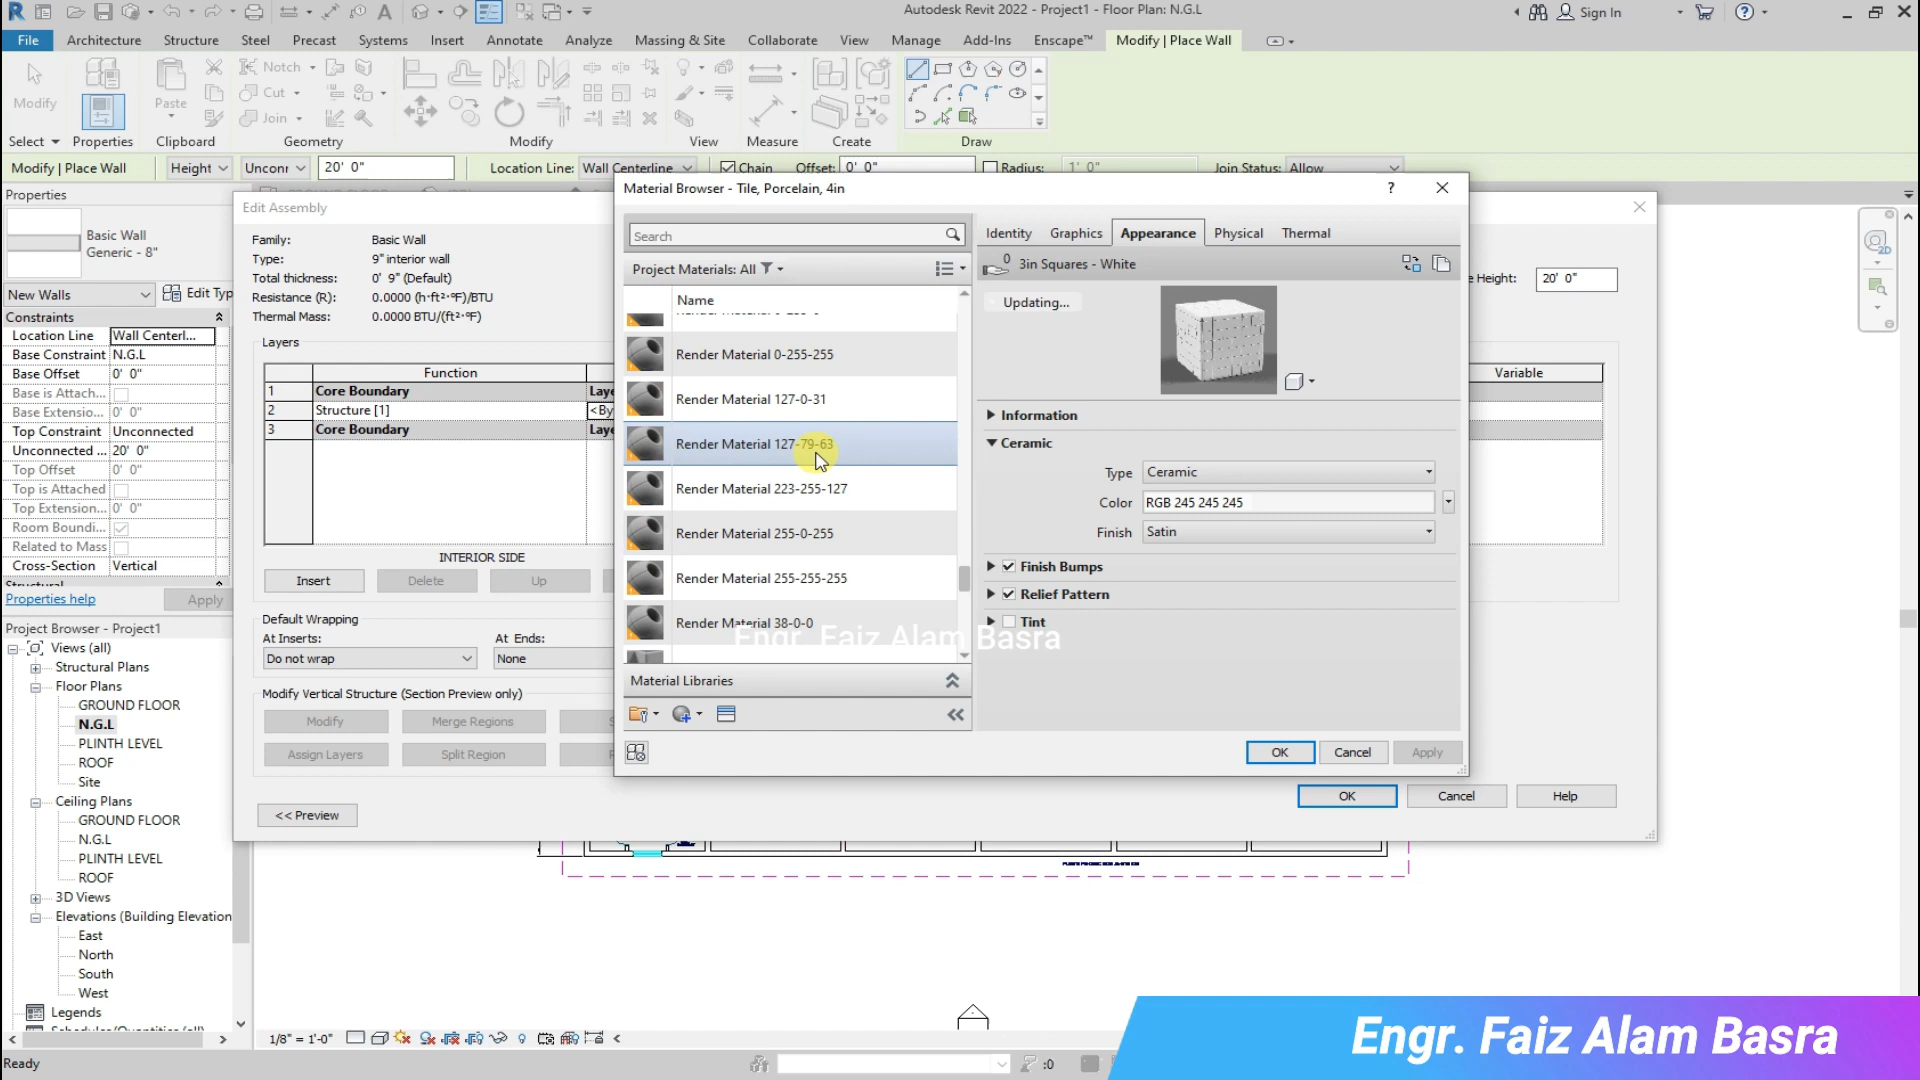 Autodesk Revit 2022 - Project1 - Floor Plan: N.G.L
Sign In
File Architecture Structure Steel Precast Systems Insert Annotate Analyze Massing & Site Collaborate View Manage Add-Ins Enscape™ Modify | Place Wall
Modify
Paste
Notch
Cut
Join
Select Properties Clipboard Geometry Modify View Measure Create Draw
Modify | Place Wall Height Unconr 20' 0" Location Line: Wall Centerline Chain Offset: 0' 0" Radius: 1' 0" Join Status: Allow
Properties
Basic Wall
Generic - 8"
New Walls Edit Typ
Constraints
Location Line Wall Centerl...
Base Constraint N.G.L
Base Offset 0' 0"
Base is Attach...
Base Extensio... 0' 0"
Top Constraint Unconnected
Unconnected ... 20' 0"
Top Offset 0' 0"
Top is Attached
Top Extension... 0' 0"
Room Boundi...
Related to Mass
Cross-Section Vertical
Structural
Properties help Apply
Project Browser - Project1
Views (all)
Structural Plans
Floor Plans
GROUND FLOOR
N.G.L
PLINTH LEVEL
ROOF
Site
Ceiling Plans
GROUND FLOOR
N.G.L
PLINTH LEVEL
ROOF
3D Views
Elevations (Building Elevation
East
North
South
West
Legends
Schedules/Quantities (all)
Edit Assembly
Family: Basic Wall
Type: 9" interior wall
Total thickness: 0' 9" (Default)
Resistance (R): 0.0000 (h·ft²·°F)/BTU
Thermal Mass: 0.0000 BTU/(ft²·°F)
Layers
Function
1 Core Boundary Laye
2 Structure [1] <By
3 Core Boundary Laye
INTERIOR SIDE
Insert Delete Up
Default Wrapping
At Inserts: At Ends:
Do not wrap None
Modify Vertical Structure (Section Preview only)
Modify Merge Regions S
Assign Layers Split Region R
<< Preview
e Height: 20' 0"
Variable
OK Cancel Help
Material Browser - Tile, Porcelain, 4in
?
Search
Project Materials: All
Name
Render Material 0-255-255
Render Material 127-0-31
Render Material 127-79-63
Render Material 223-255-127
Render Material 255-0-255
Render Material 255-255-255
Render Material 38-0-0
Material Libraries
Identity Graphics Appearance Physical Thermal
0
3in Squares - White
Updating...
Information
Ceramic
Type Ceramic
Color RGB 245 245 245
Finish Satin
Finish Bumps
Relief Pattern
Tint
OK Cancel Apply
Engr. Faiz Alam Basra
1/8" = 1'-0"
Ready
:0
Engr. Faiz Alam Basra